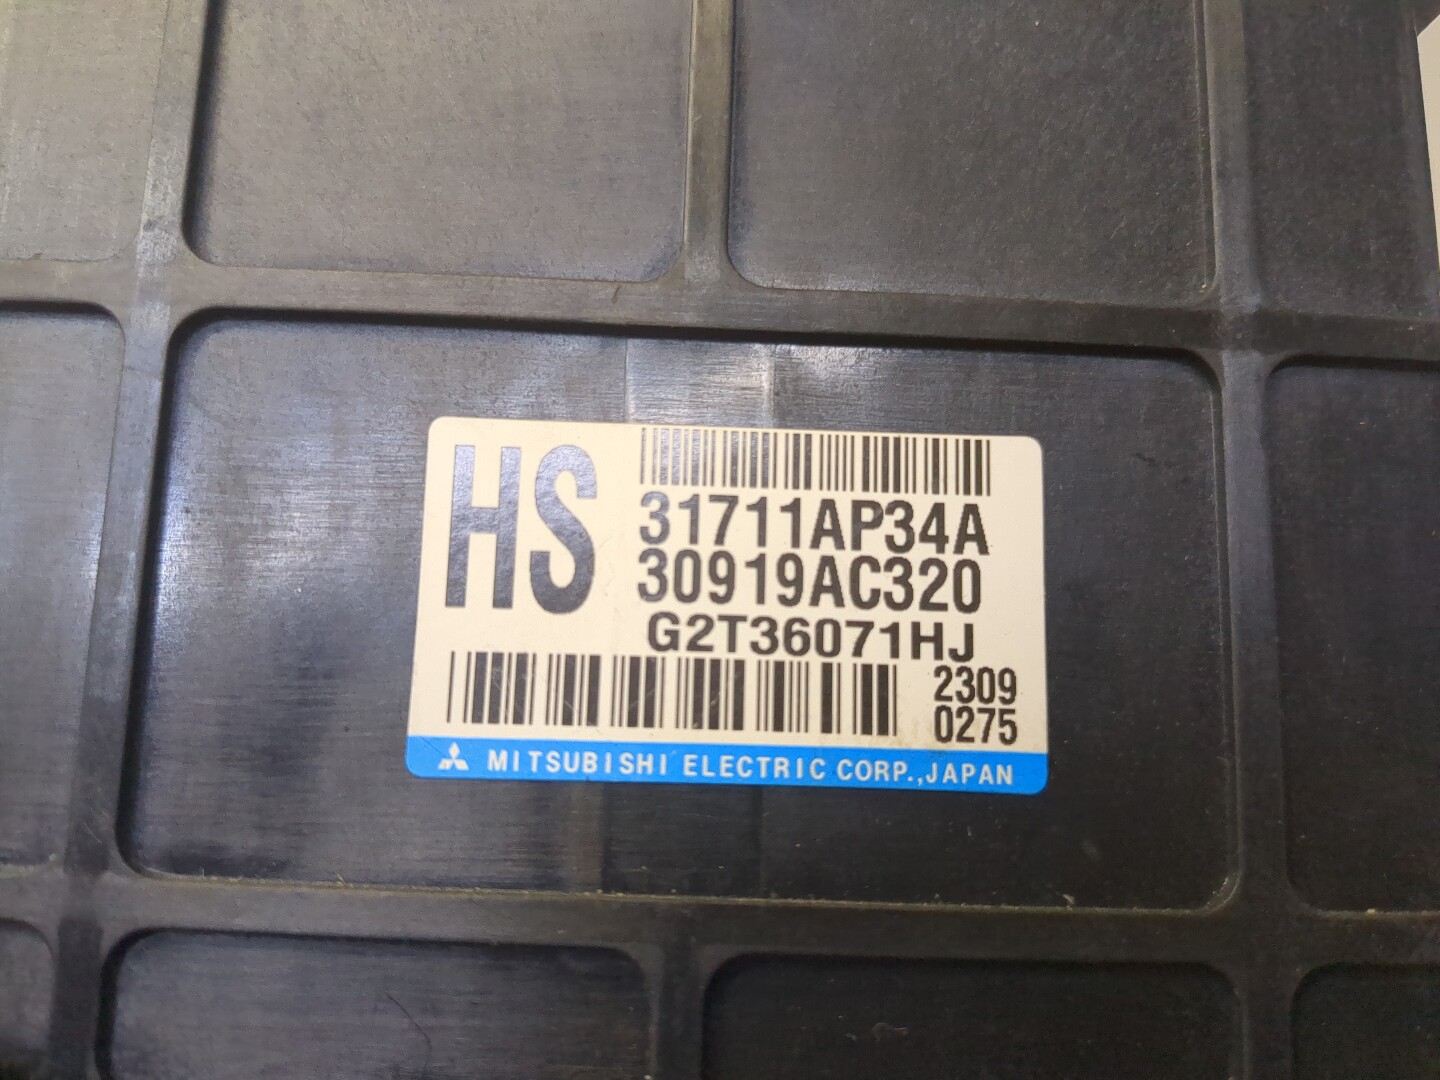 HS
31711AP34A
30919AC320
G2T36071HJ
2309
0275
MITSUBISHI ELECTRIC CORP.,JAPAN